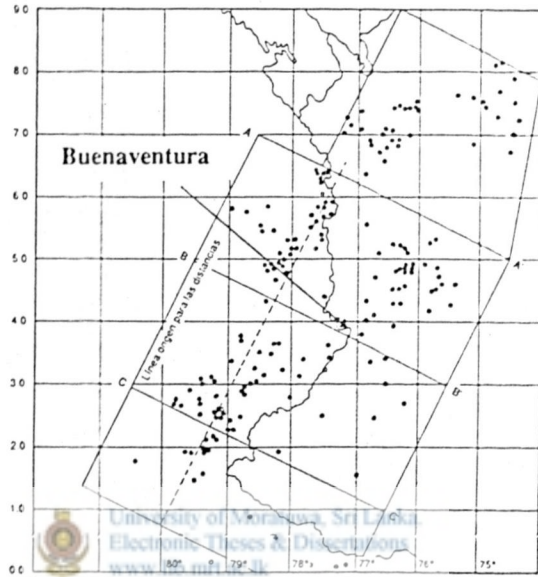 9.0
8.0
7.0
6.0
5.0
4.0
3.0
2.0
1.0
0.0
A
Buenaventura
B
Línea origen para las distancias
C
A'
B'
C'
80°
79°
78°
77°
76°
75°
University of Moratuwa, Sri Lanka.
Electronic Theses & Dissertations
www.lib.mrt.ac.lk